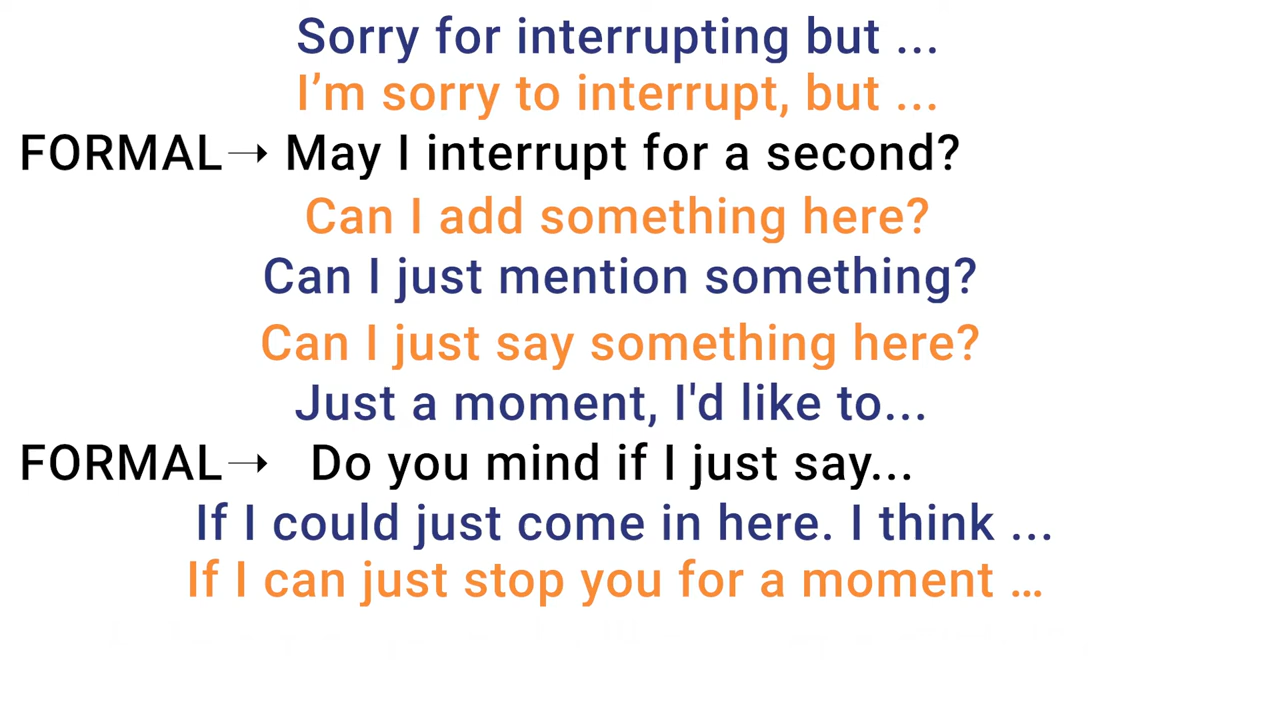 Sorry for interrupting but ...
I’m sorry to interrupt, but ...
FORMAL→ May I interrupt for a second?
Can I add something here?
Can I just mention something?
Can I just say something here?
Just a moment, I'd like to...
FORMAL→ Do you mind if I just say...
If I could just come in here. I think ...
If I can just stop you for a moment …